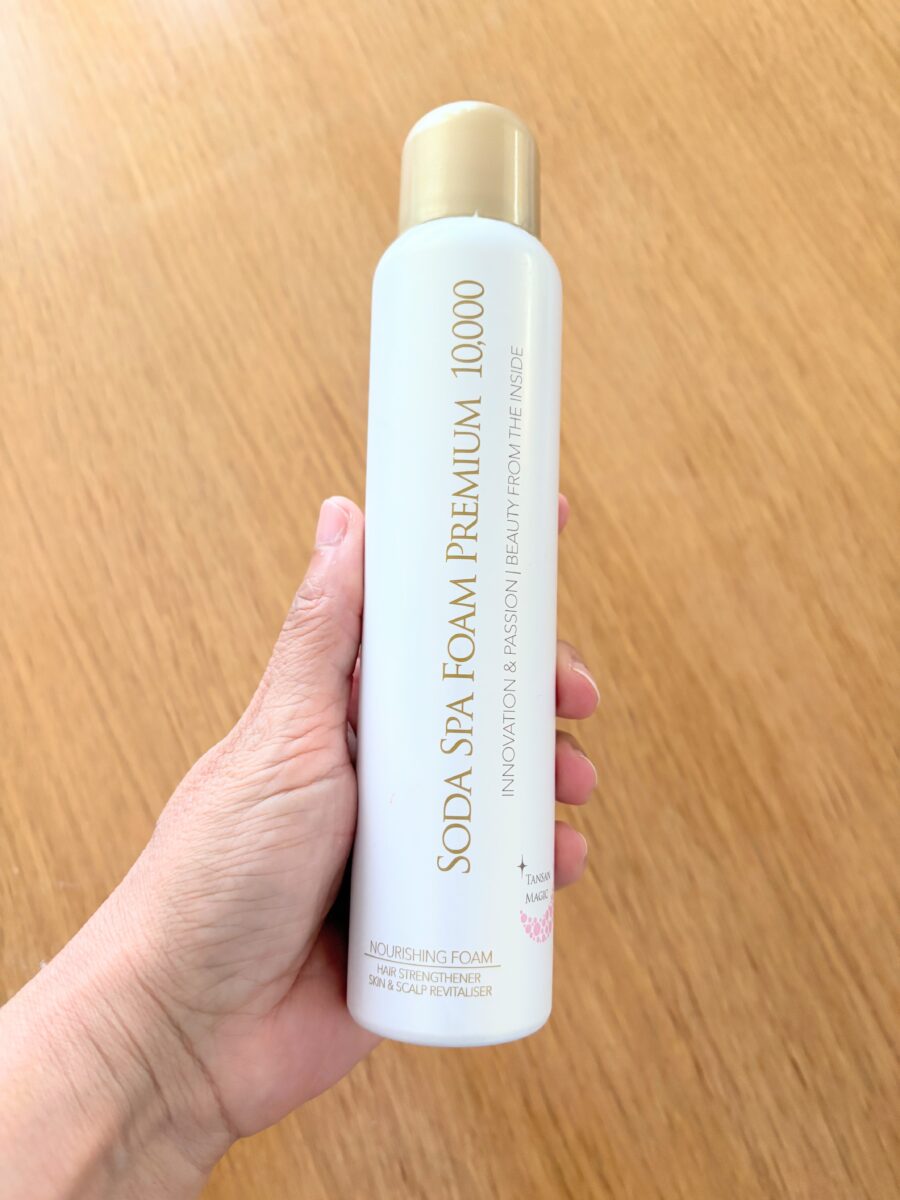 SODA SPA FOAM PREMIUM 10,000
INNOVATION & PASSION | BEAUTY FROM THE INSIDE
TANSAN
MAGIC
NOURISHING FOAM
HAIR STRENGTHENER
SKIN & SCALP REVITALISER